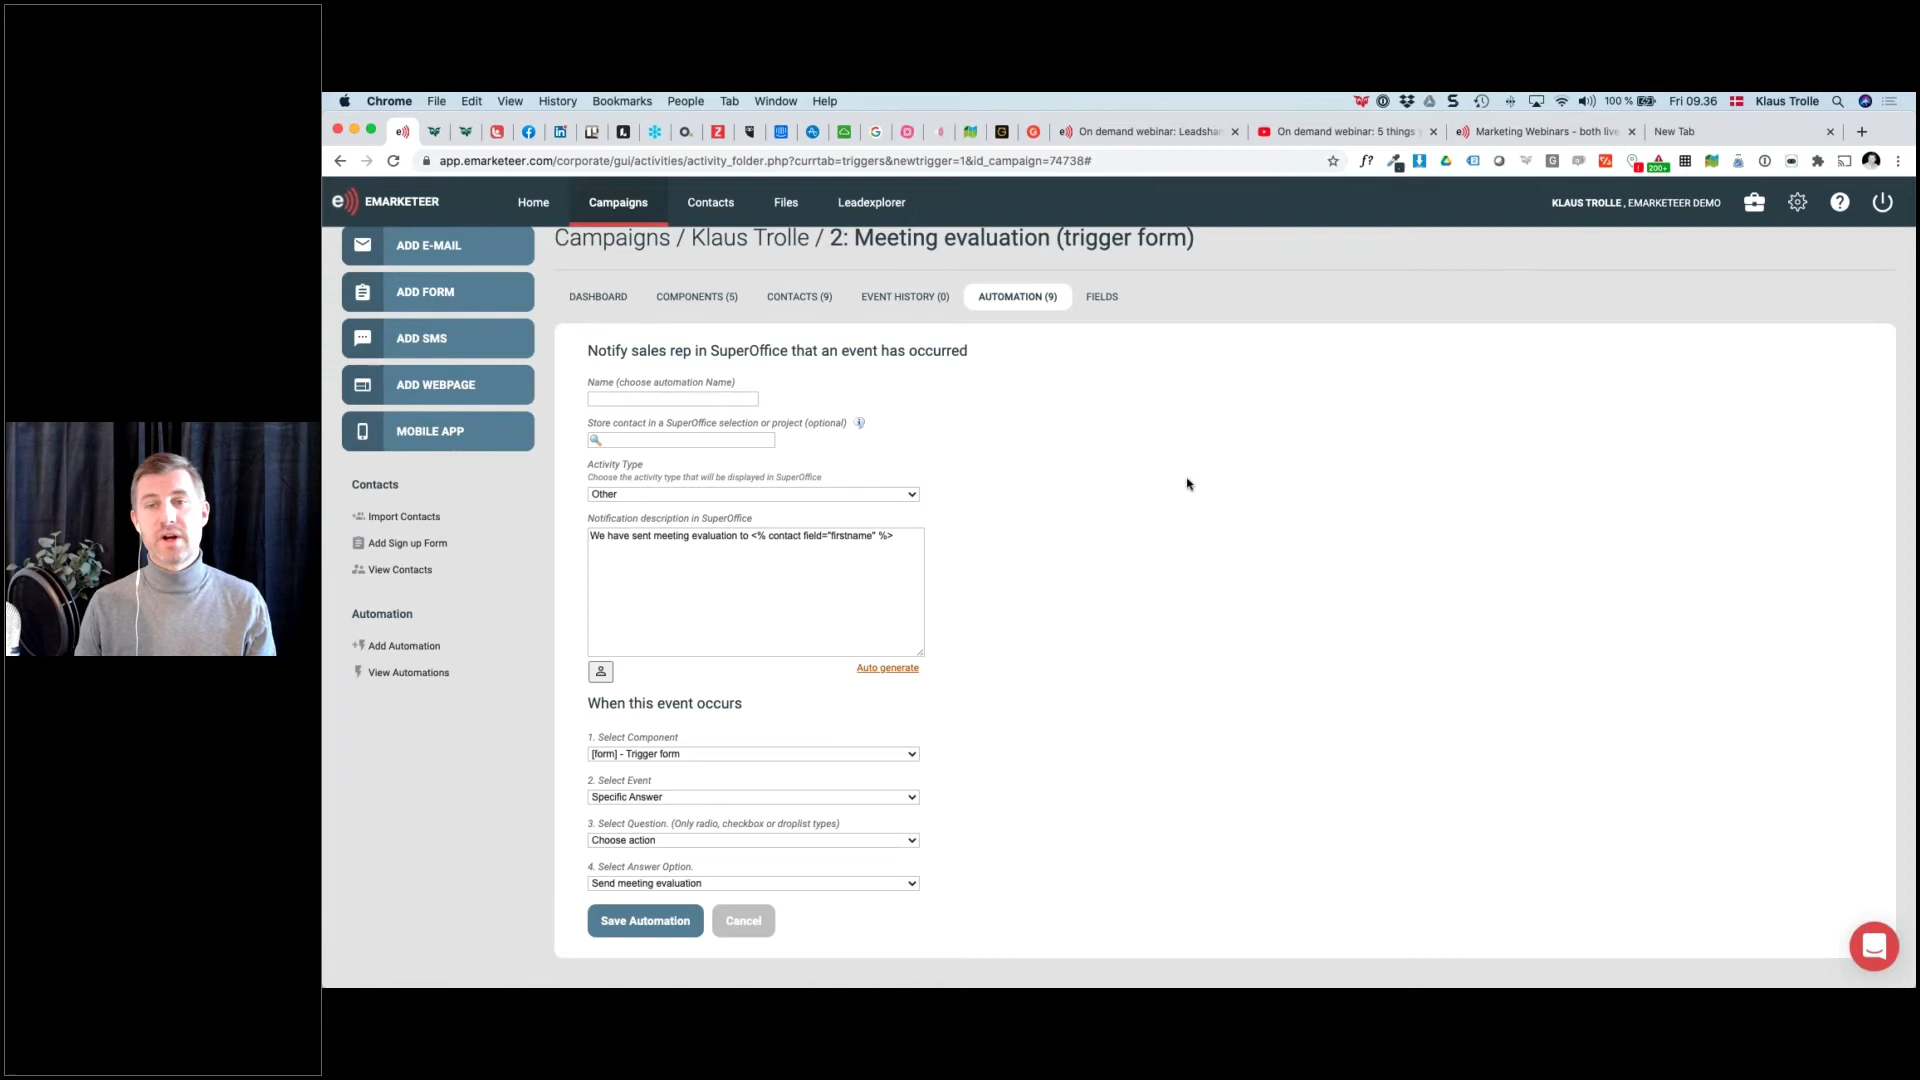 Chrome File Edit View History Bookmarks People Tab Window Help
100 % Fri 09.36 Klaus Trolle
On demand webinar: Leadsha
On demand webinar: 5 things
Marketing Webinars - both live
New Tab
app.emarketeer.com/corporate/gui/activities/activity_folder.php?currtab=triggers&newtrigger=1&id_campaign=74738#
200+
e EMARKETEER
Home Campaigns Contacts Files Leadexplorer
KLAUS TROLLE , EMARKETEER DEMO
ADD E-MAIL
ADD FORM
ADD SMS
ADD WEBPAGE
MOBILE APP
Contacts
Import Contacts
Add Sign up Form
View Contacts
Automation
Add Automation
View Automations
Campaigns / Klaus Trolle / 2: Meeting evaluation (trigger form)
DASHBOARD COMPONENTS (5) CONTACTS (9) EVENT HISTORY (0) AUTOMATION (9) FIELDS
Notify sales rep in SuperOffice that an event has occurred
Name (choose automation Name)
Store contact in a SuperOffice selection or project (optional)
Activity Type
Choose the activity type that will be displayed in SuperOffice
Other
Notification description in SuperOffice
We have sent meeting evaluation to <% contact field="firstname" %>
Auto generate
When this event occurs
1. Select Component
[form] - Trigger form
2. Select Event
Specific Answer
3. Select Question. (Only radio, checkbox or droplist types)
Choose action
4. Select Answer Option.
Send meeting evaluation
Save Automation Cancel